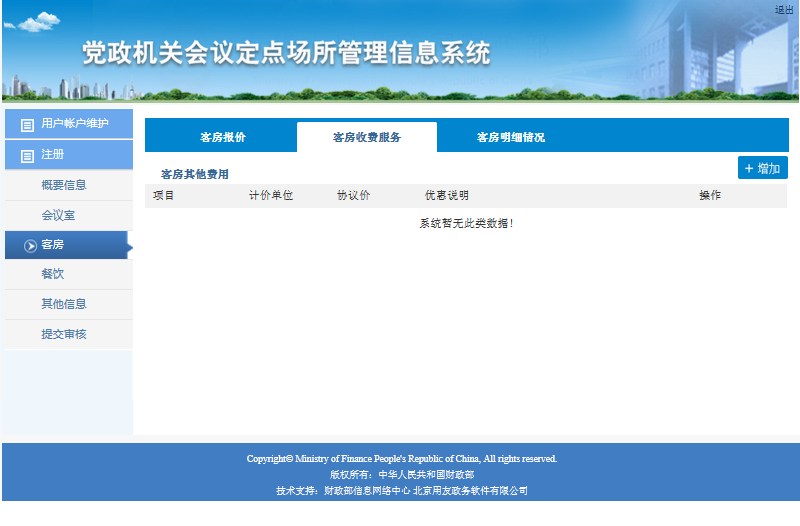 退出
党政机关会议定点场所管理信息系统
用户帐户维护
注册
概要信息
会议室
客房
餐饮
其他信息
提交审核
客房报价 客房收费服务 客房明细情况
客房其他费用
+ 增加
项目 计价单位 协议价 优惠说明 操作
系统暂无此类数据!
Copyright© Ministry of Finance People's Republic of China, All rights reserved.
版权所有：中华人民共和国财政部
技术支持：财政部信息网络中心 北京用友政务软件有限公司